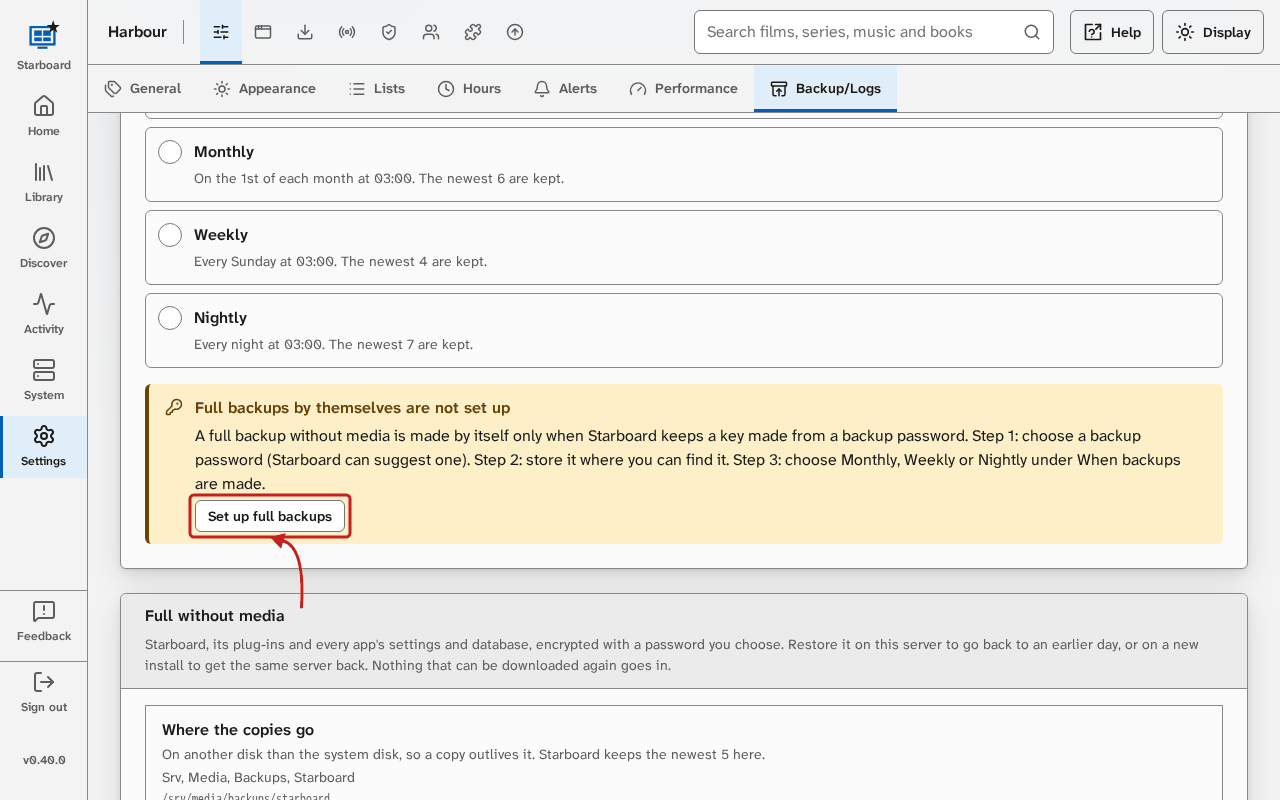 Starboard
Harbour
Search films, series, music and books
Help
Display
General
Appearance
Lists
Hours
Alerts
Performance
Backup/Logs
Home
Library
Discover
Activity
System
Settings
Feedback
Sign out
v0.40.0
Monthly
On the 1st of each month at 03:00. The newest 6 are kept.
Weekly
Every Sunday at 03:00. The newest 4 are kept.
Nightly
Every night at 03:00. The newest 7 are kept.
Full backups by themselves are not set up
A full backup without media is made by itself only when Starboard keeps a key made from a backup password. Step 1: choose a backup
password (Starboard can suggest one). Step 2: store it where you can find it. Step 3: choose Monthly, Weekly or Nightly under When backups
are made.
Set up full backups
Full without media
Starboard, its plug-ins and every app's settings and database, encrypted with a password you choose. Restore it on this server to go back to an earlier day, or on a new
install to get the same server back. Nothing that can be downloaded again goes in.
Where the copies go
On another disk than the system disk, so a copy outlives it. Starboard keeps the newest 5 here.
Srv, Media, Backups, Starboard
/srv/media/backups/starboard